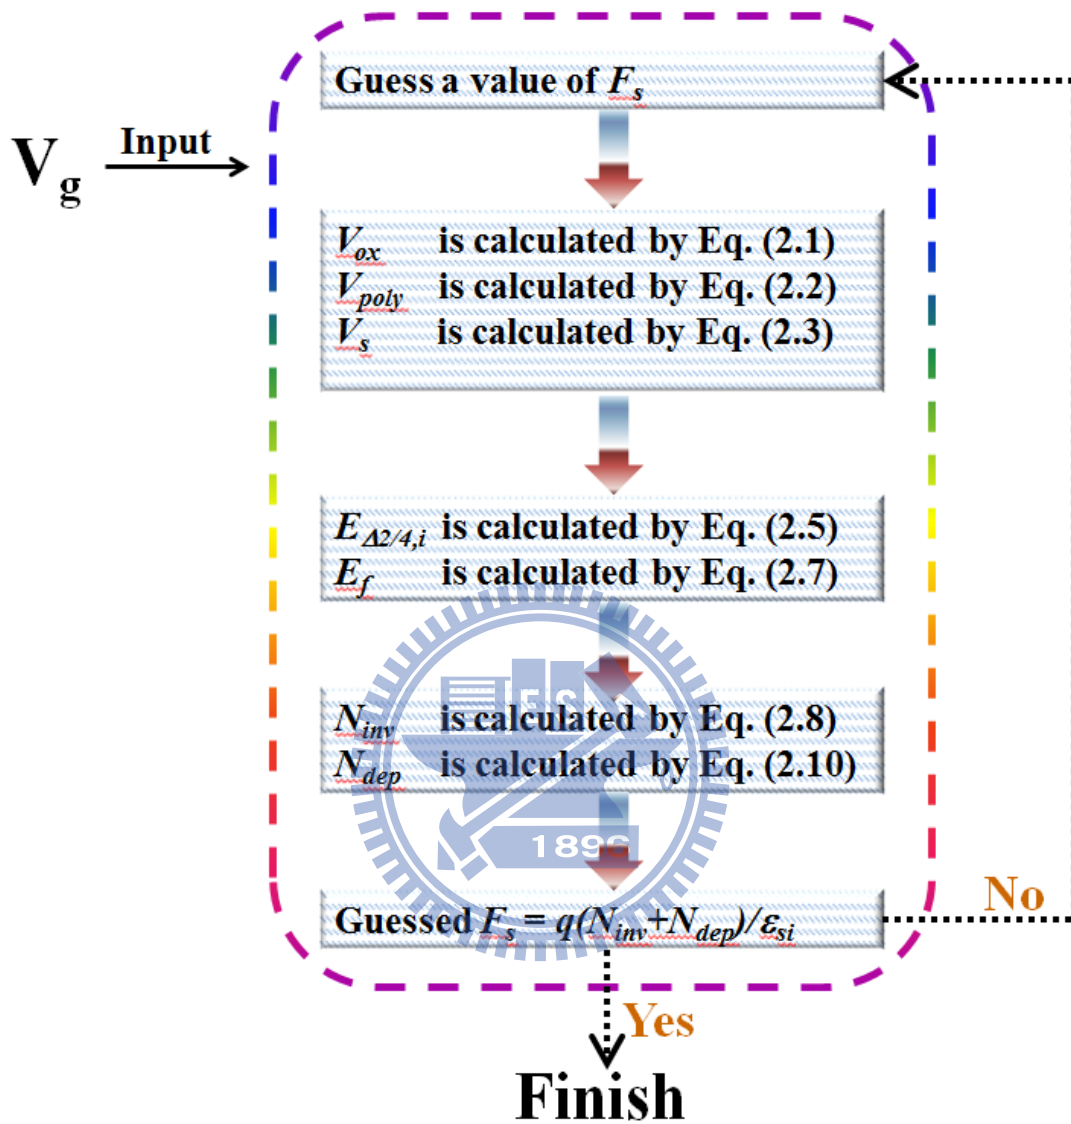 Guess a value of Fs
Vg
Input
Vox is calculated by Eq. (2.1)
Vpoly is calculated by Eq. (2.2)
Vs is calculated by Eq. (2.3)
EΔ2/4,i is calculated by Eq. (2.5)
Ef is calculated by Eq. (2.7)
ES
Ninv is calculated by Eq. (2.8)
Ndep is calculated by Eq. (2.10)
1896
Guessed Fs = q(Ninv+Ndep)/εsi
No
Yes
Finish